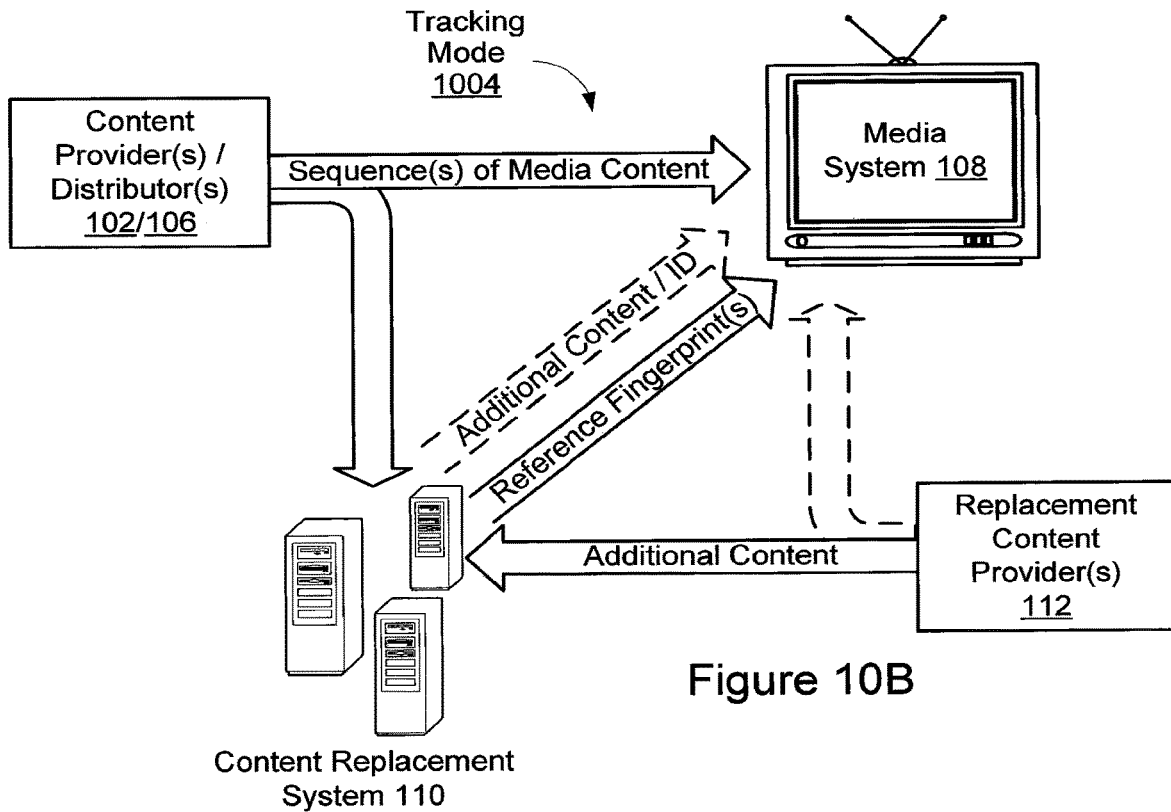 Tracking
Mode
1004
Content
Provider(s) /
Distributor(s)
102/106
Sequence(s) of Media Content
Media
System 108
Additional Content / ID
Reference Fingerprint(s)
Additional Content
Replacement
Content
Provider(s)
112
Figure 10B
Content Replacement
System 110